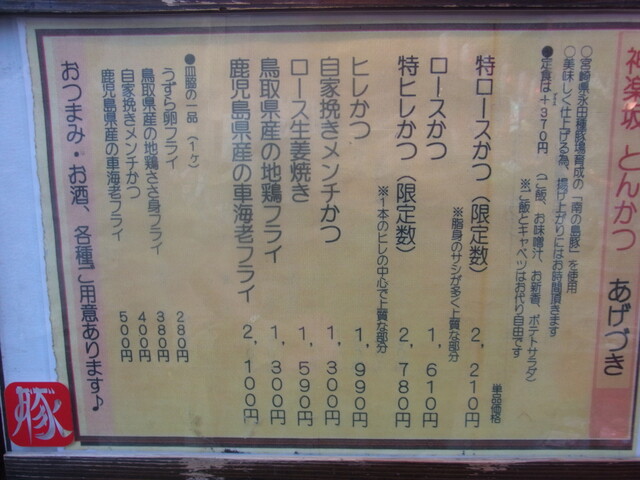 神楽坂 とんかつ あげづき
○宮崎県永田種豚場育成の「南の島豚」を使用
○美味しく仕上げる為、揚げ上がりにはお時間頂きます
●定食は+370円 (ご飯、お味噌汁、お新香、ポテトサラダ)
※ご飯とキャベツはお代り自由です
単品価格
特ロースかつ(限定数) 2,210円
※脂身のサシが多く上質な部分
ロースかつ 1,610円
特ヒレかつ(限定数) 2,780円
※1本のヒレの中心で上質な部分
ヒレかつ 1,990円
自家挽きメンチかつ 1,300円
ロース生姜焼き 1,590円
鳥取県産の地鶏フライ 1,300円
鹿児島県産の車海老フライ 2,100円
の一品(1ヶ)
うずら卵フライ 280円
鳥取県産の地鶏ささ身フライ 380円
自家挽きメンチかつ 400円
鹿児島県産の車海老フライ 500円
おつまみ・お酒、各種ご用意あります♪
豚